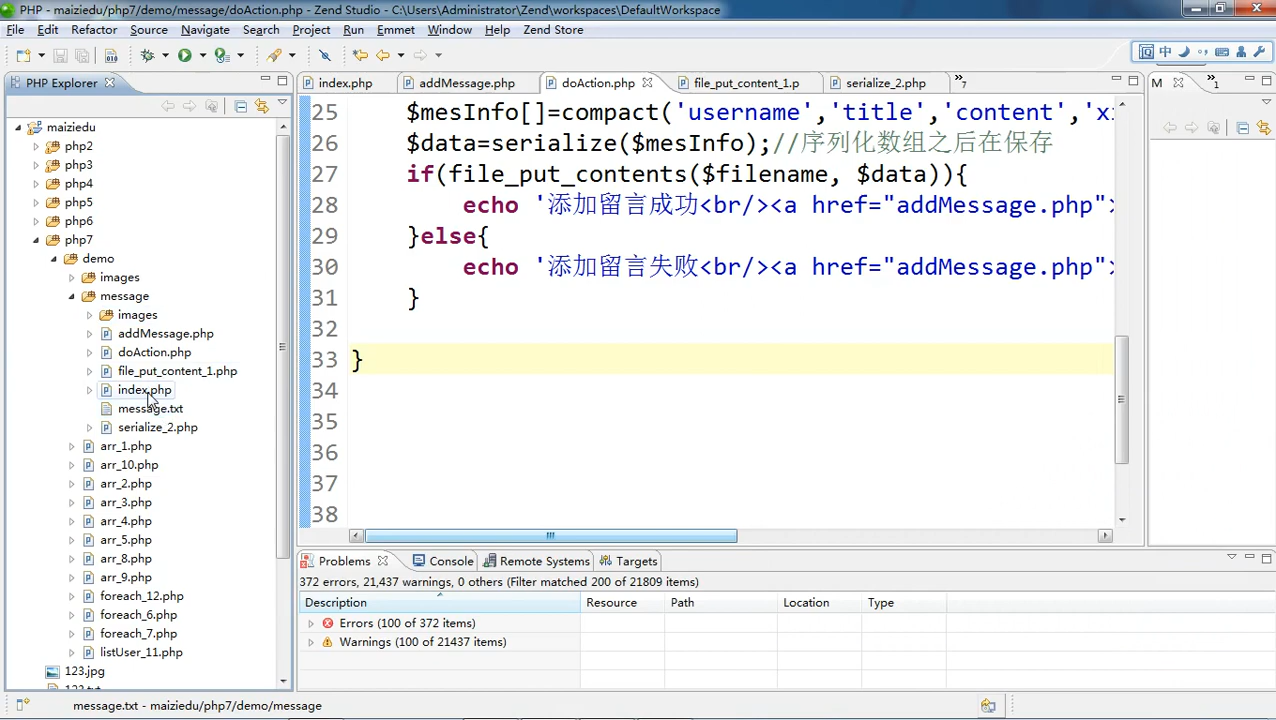 PHP - maiziedu/php7/demo/message/doAction.php - Zend Studio - C:\Users\Administrator\Zend\workspaces\DefaultWorkspace
File Edit Refactor Source Navigate Search Project Run Emmet Window Help Zend Store
中
PHP Explorer
index.php addMessage.php doAction.php file_put_content_1.p serialize_2.php 7
M 1
maiziedu
php2
php3
php4
php5
php6
php7
demo
images
message
images
addMessage.php
doAction.php
file_put_content_1.php
index.php
message.txt
serialize_2.php
arr_1.php
arr_10.php
arr_2.php
arr_3.php
arr_4.php
arr_5.php
arr_8.php
arr_9.php
foreach_12.php
foreach_6.php
foreach_7.php
listUser_11.php
123.jpg
25 $mesInfo[]=compact('username','title','content','xi
26 $data=serialize($mesInfo);//序列化数组之后在保存
27 if(file_put_contents($filename, $data)){
28 echo '添加留言成功<br/><a href="addMessage.php">
29 }else{
30 echo '添加留言失败<br/><a href="addMessage.php">
31 }
32
33 }
34
35
36
37
38
Problems Console Remote Systems Targets
372 errors, 21,437 warnings, 0 others (Filter matched 200 of 21809 items)
Description Resource Path Location Type
Errors (100 of 372 items)
Warnings (100 of 21437 items)
message.txt - maiziedu/php7/demo/message